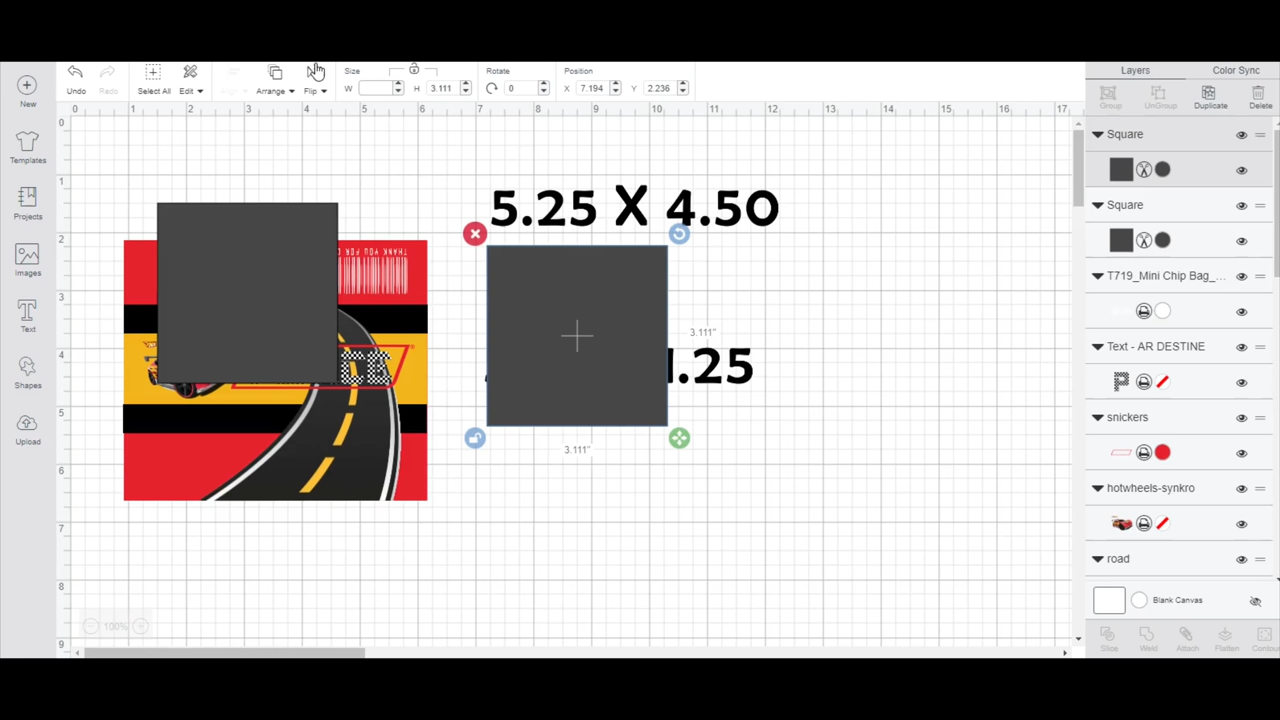 Size
Rotate
Position
W
H 3.111
0
X 7.194
Y 2.236
Undo
Redo
Select All
Edit
Align
Arrange
Flip
Layers
Color Sync
Group
UnGroup
Duplicate
Delete
New
Templates
Projects
Images
Text
Shapes
Upload
0 1 2 3 4 5 6 7 8 9 10 11 12 13 14 15 16 17
0
1
2
3
4
5
6
7
8
9
5.25 X 4.50
THANK YOU FOR
3.111"
.25
3.111"
100%
Square
Square
T719_Mini Chip Bag_...
Text - AR DESTINE
snickers
hotwheels-synkro
road
Blank Canvas
Slice
Weld
Attach
Flatten
Contou